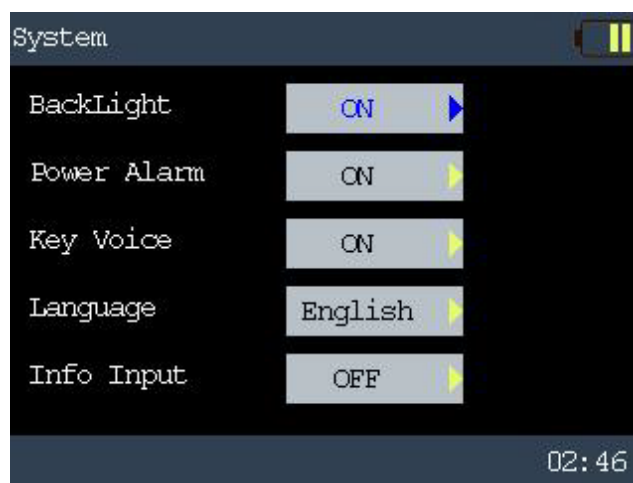 System
BackLight ON
Power Alarm ON
Key Voice ON
Language English
Info Input OFF
02:46